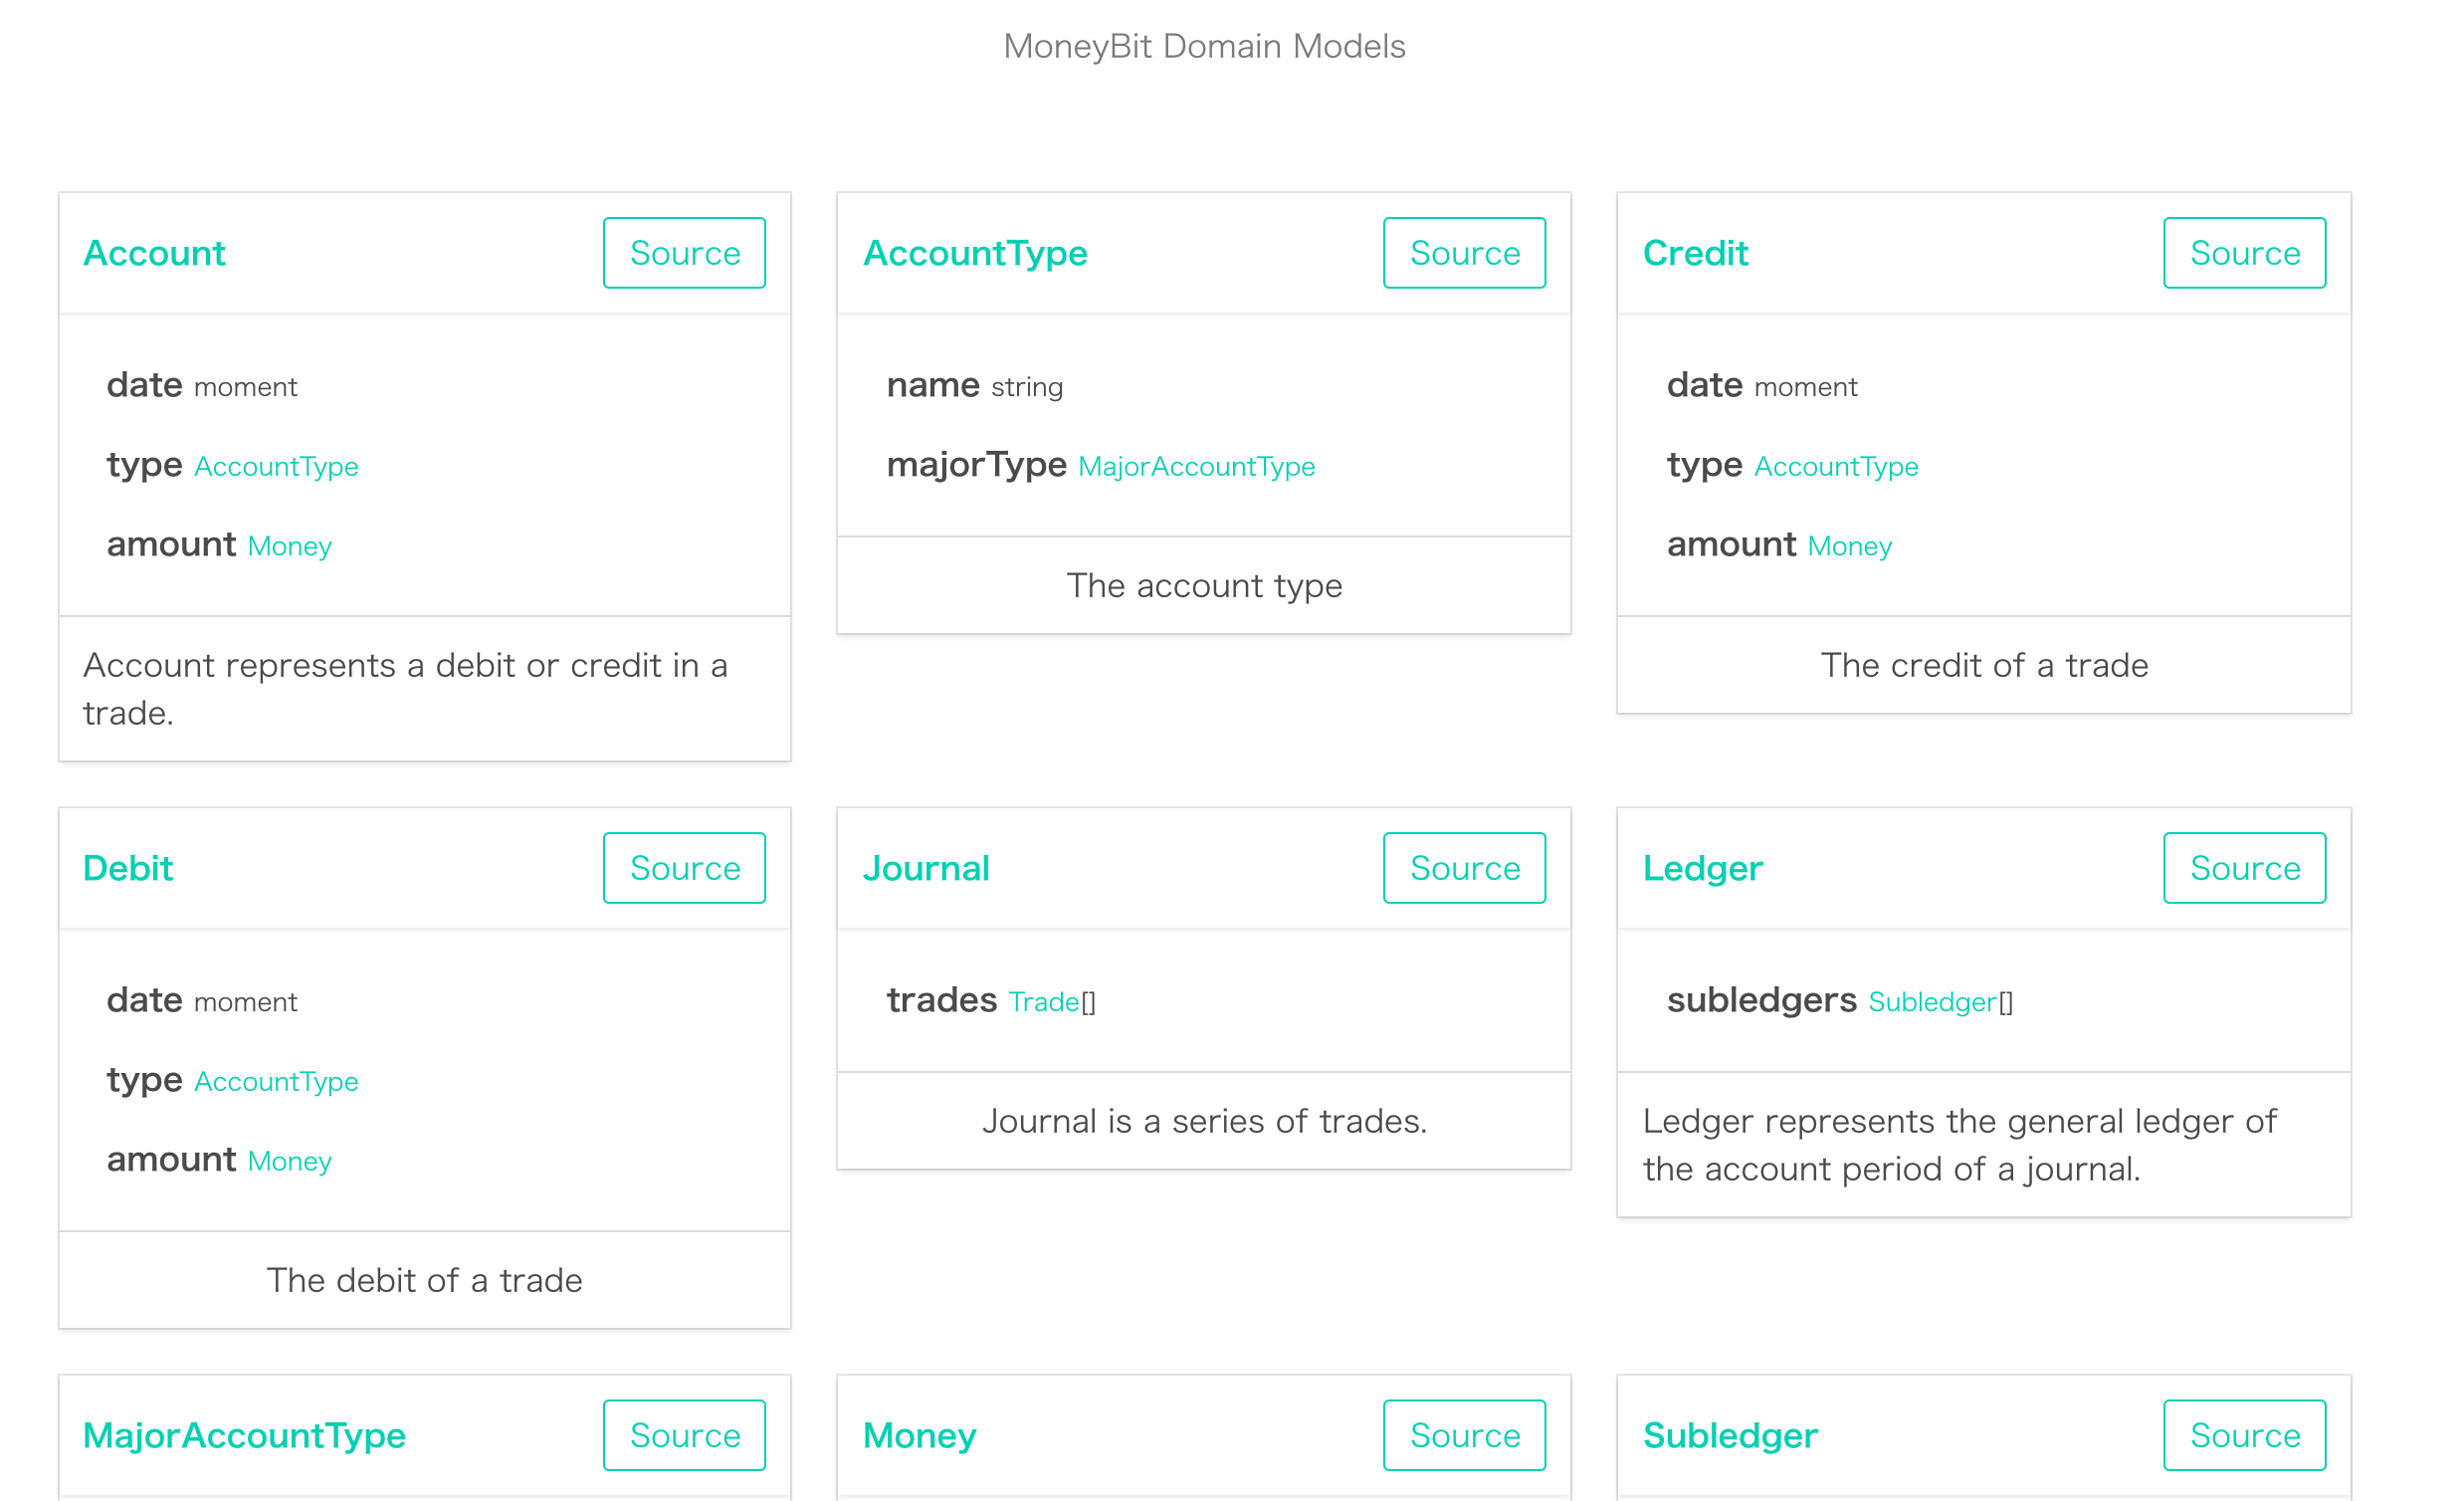 MoneyBit Domain Models
Account
Source
date moment
type AccountType
amount Money
Account represents a debit or credit in a
trade.
AccountType
Source
name string
majorType MajorAccountType
The account type
Credit
Source
date moment
type AccountType
amount Money
The credit of a trade
Debit
Source
date moment
type AccountType
amount Money
The debit of a trade
Journal
Source
trades Trade[]
Journal is a series of trades.
Ledger
Source
subledgers Subledger[]
Ledger represents the general ledger of
the account period of a journal.
MajorAccountType
Source
Money
Source
Subledger
Source